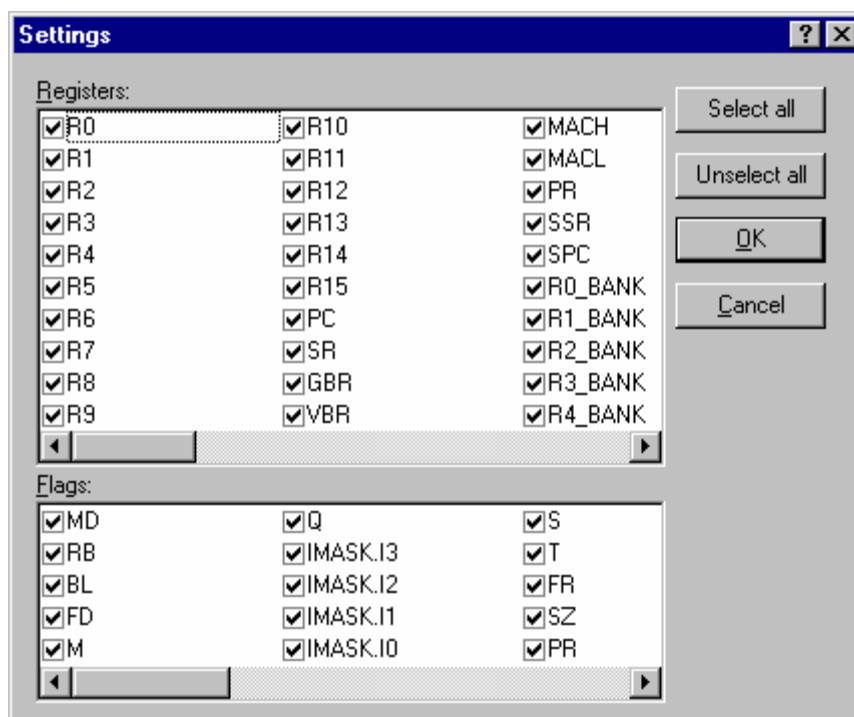 Settings
Registers:
R0 R10 MACH
R1 R11 MACL
R2 R12 PR
R3 R13 SSR
R4 R14 SPC
R5 R15 R0_BANK
R6 PC R1_BANK
R7 SR R2_BANK
R8 GBR R3_BANK
R9 VBR R4_BANK
Select all
Unselect all
OK
Cancel
Flags:
MD Q S
RB IMASK.I3 T
BL IMASK.I2 FR
FD IMASK.I1 SZ
M IMASK.I0 PR